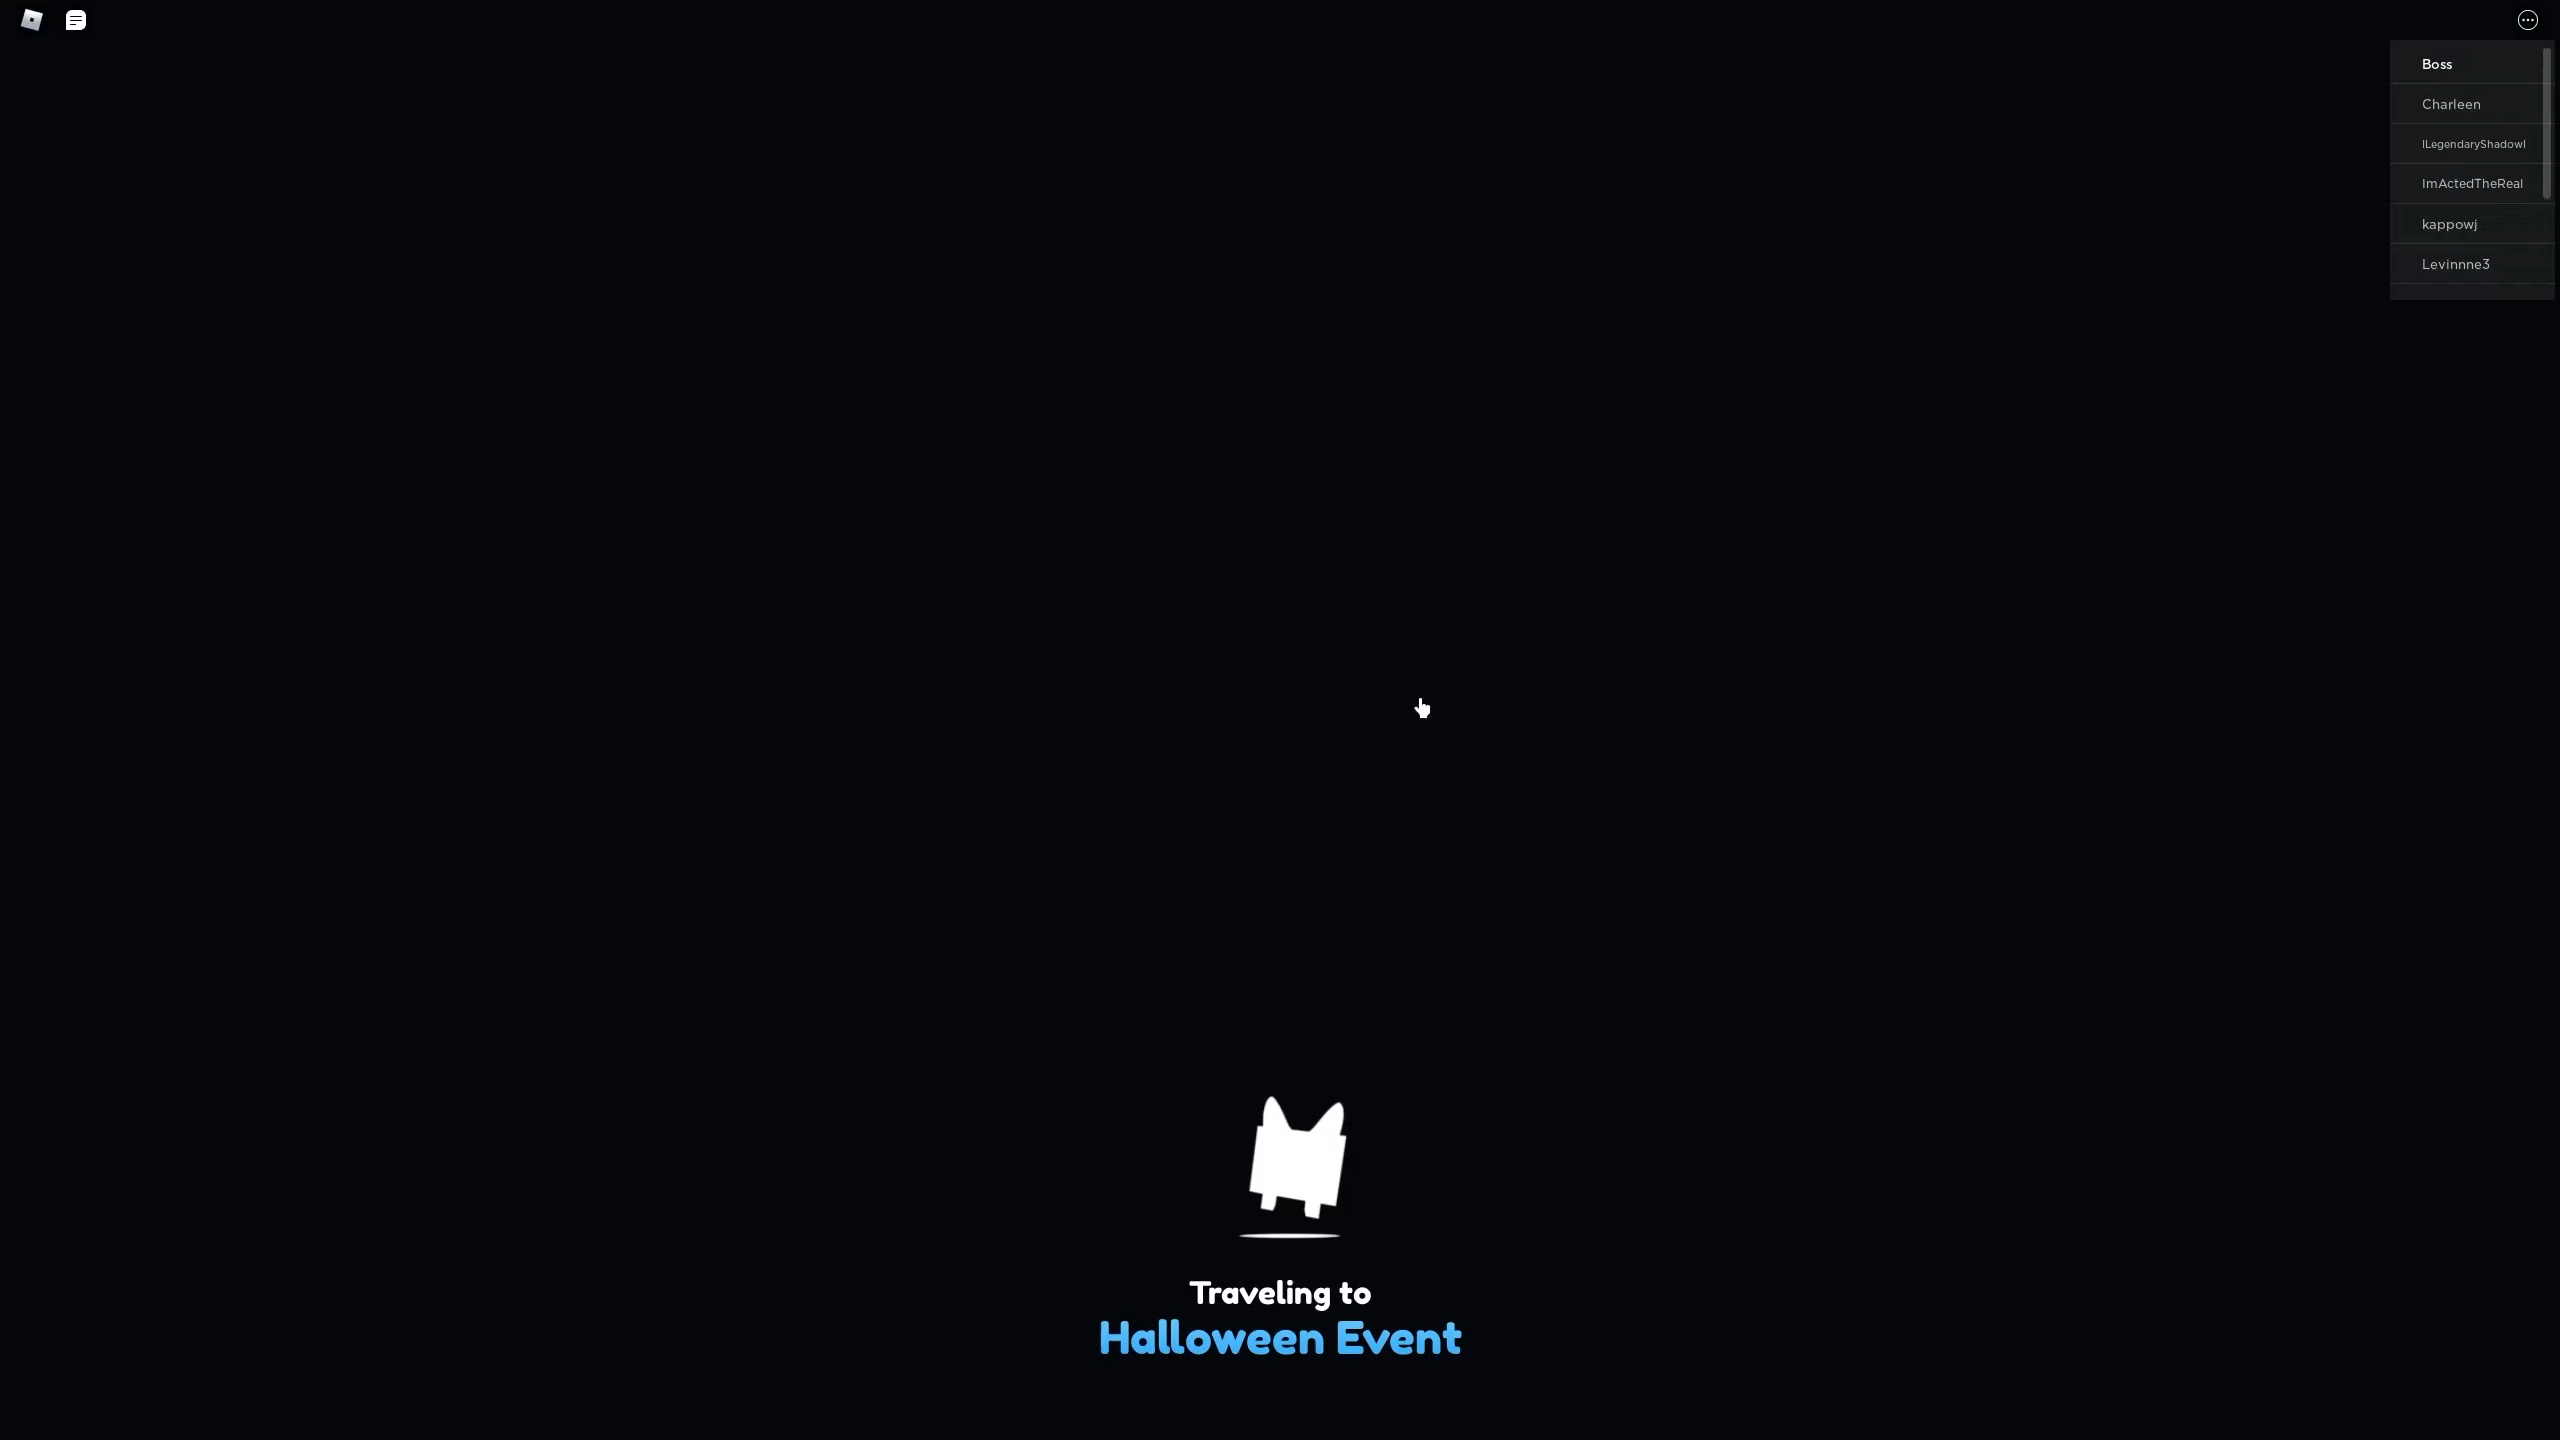 Boss
Charleen
ILegendaryShadowI
ImActedTheReal
kappowj
Levinnne3
Traveling to
Halloween Event